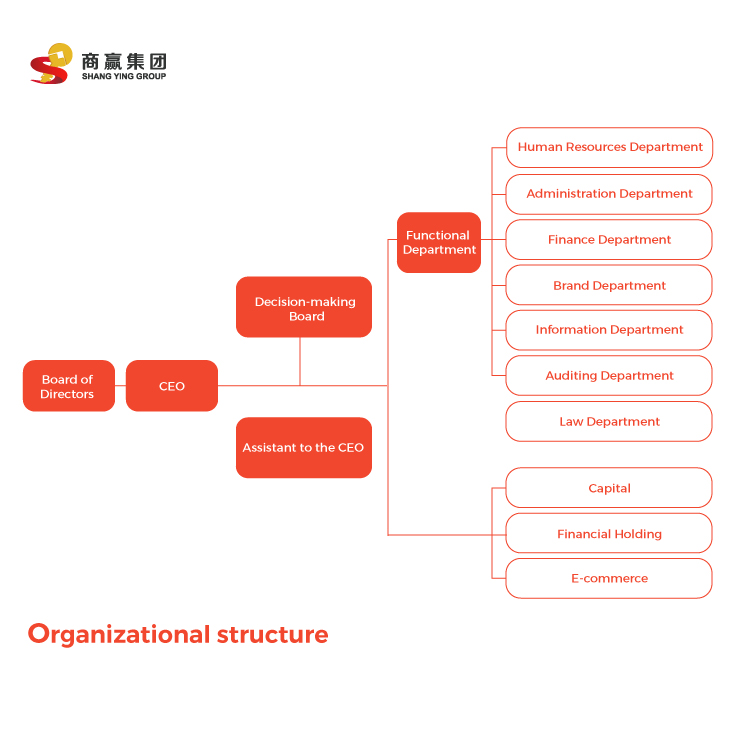 商赢集团
SHANG YING GROUP
Human Resources Department
Administration Department
Functional
Department
Finance Department
Brand Department
Decision-making
Board
Information Department
Board of
Directors
CEO
Auditing Department
Law Department
Assistant to the CEO
Capital
Financial Holding
E-commerce
Organizational structure